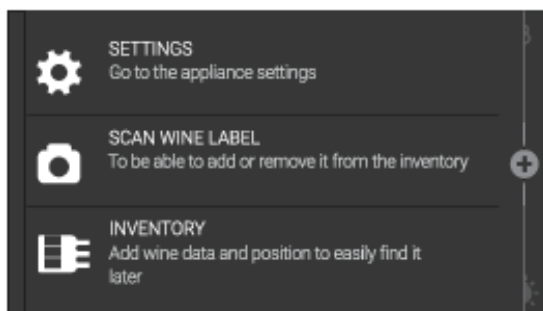 SETTINGS
Go to the appliance settings
SCAN WINE LABEL
To be able to add or remove it from the inventory
INVENTORY
Add wine data and position to easily find it
later